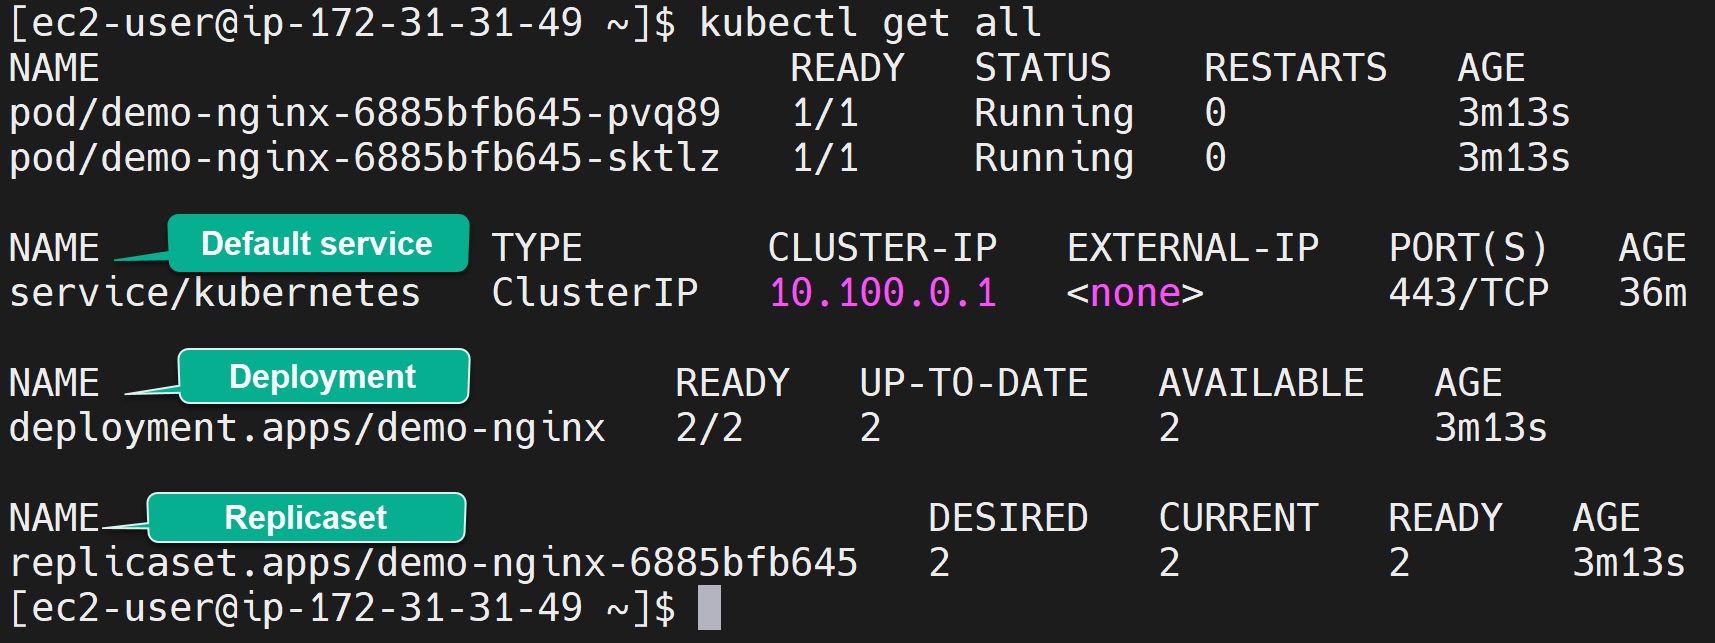 [ec2-user@ip-172-31-31-49 ~]$ kubectl get all
NAME READY STATUS RESTARTS AGE
pod/demo-nginx-6885bfb645-pvq89 1/1 Running 0 3m13s
pod/demo-nginx-6885bfb645-sktlz 1/1 Running 0 3m13s
NAME Default service TYPE CLUSTER-IP EXTERNAL-IP PORT(S) AGE
service/kubernetes ClusterIP 10.100.0.1 <none> 443/TCP 36m
NAME Deployment READY UP-TO-DATE AVAILABLE AGE
deployment.apps/demo-nginx 2/2 2 2 3m13s
NAME Replicaset DESIRED CURRENT READY AGE
replicaset.apps/demo-nginx-6885bfb645 2 2 2 3m13s
[ec2-user@ip-172-31-31-49 ~]$